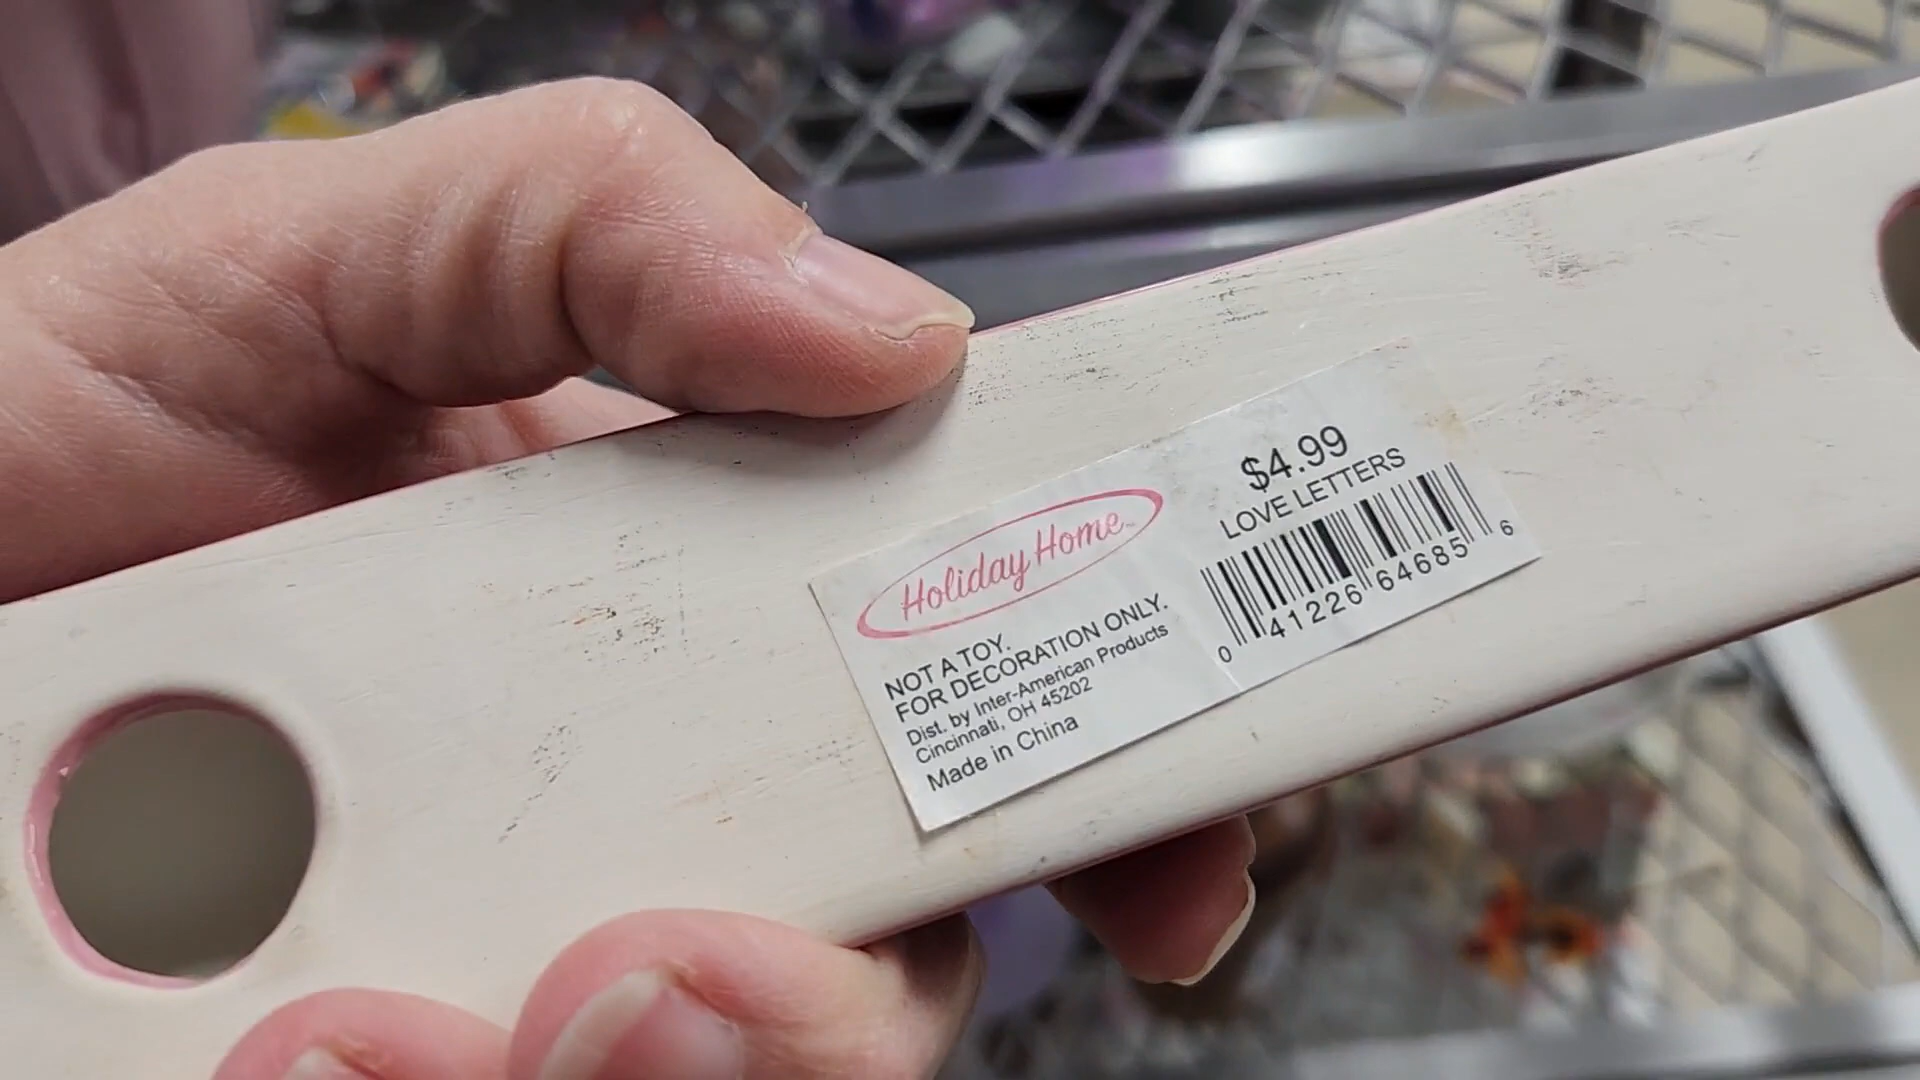 Holiday Home
NOT A TOY.
FOR DECORATION ONLY.
Dist. by Inter-American Products
Cincinnati, OH 45202
Made in China
$4.99
LOVE LETTERS
0 41226 64685 6